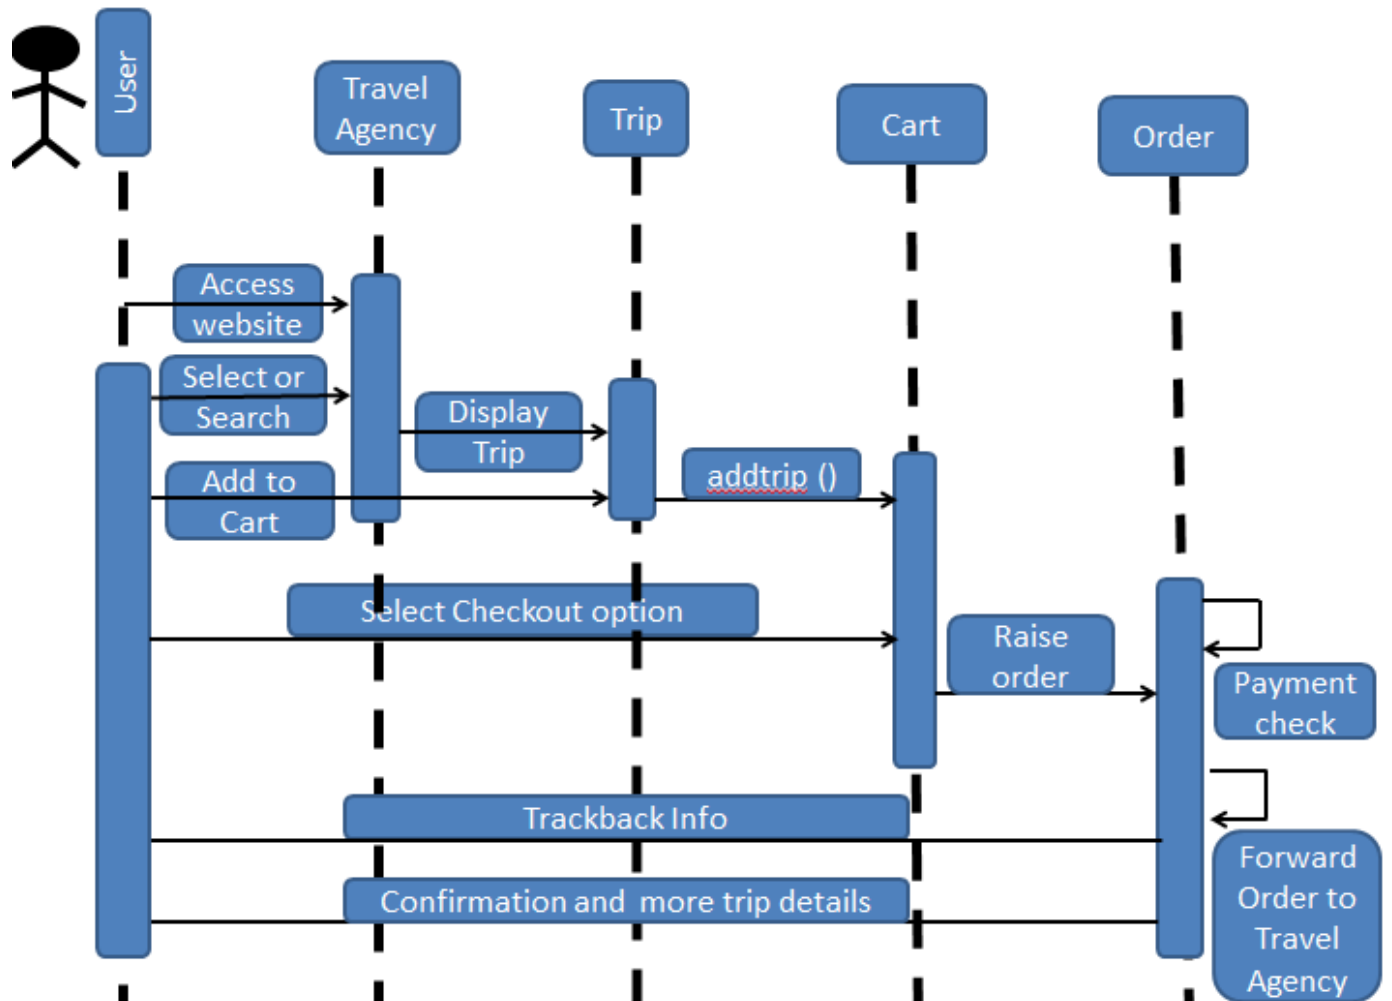 User
Travel
Agency
Trip
Cart
Order
Access
website
Select or
Search
Display
Trip
Add to
Cart
addtrip ()
Select Checkout option
Raise
order
Payment
check
Trackback Info
Forward
Order to
Travel
Agency
Confirmation and more trip details